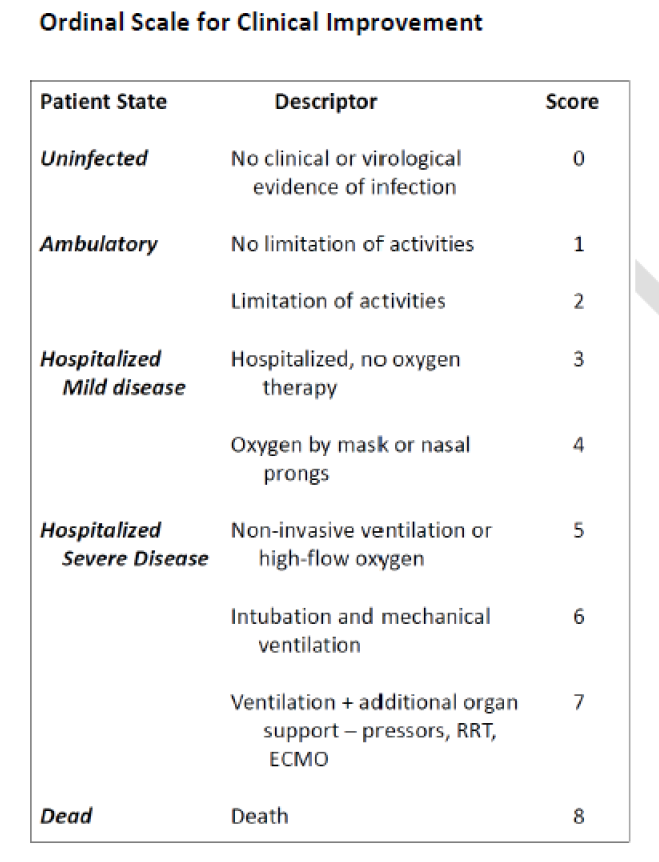 Ordinal Scale for Clinical Improvement
Patient State Descriptor Score
Uninfected No clinical or virological 0
evidence of infection
Ambulatory No limitation of activities 1
Limitation of activities 2
Hospitalized Hospitalized, no oxygen 3
Mild disease therapy
Oxygen by mask or nasal 4
prongs
Hospitalized Non-invasive ventilation or 5
Severe Disease high-flow oxygen
Intubation and mechanical 6
ventilation
Ventilation + additional organ 7
support – pressors, RRT,
ECMO
Dead Death 8